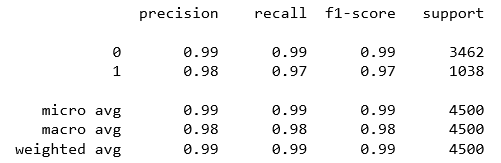 precision recall f1-score support
0 0.99 0.99 0.99 3462
1 0.98 0.97 0.97 1038
micro avg 0.99 0.99 0.99 4500
macro avg 0.98 0.98 0.98 4500
weighted avg 0.99 0.99 0.99 4500